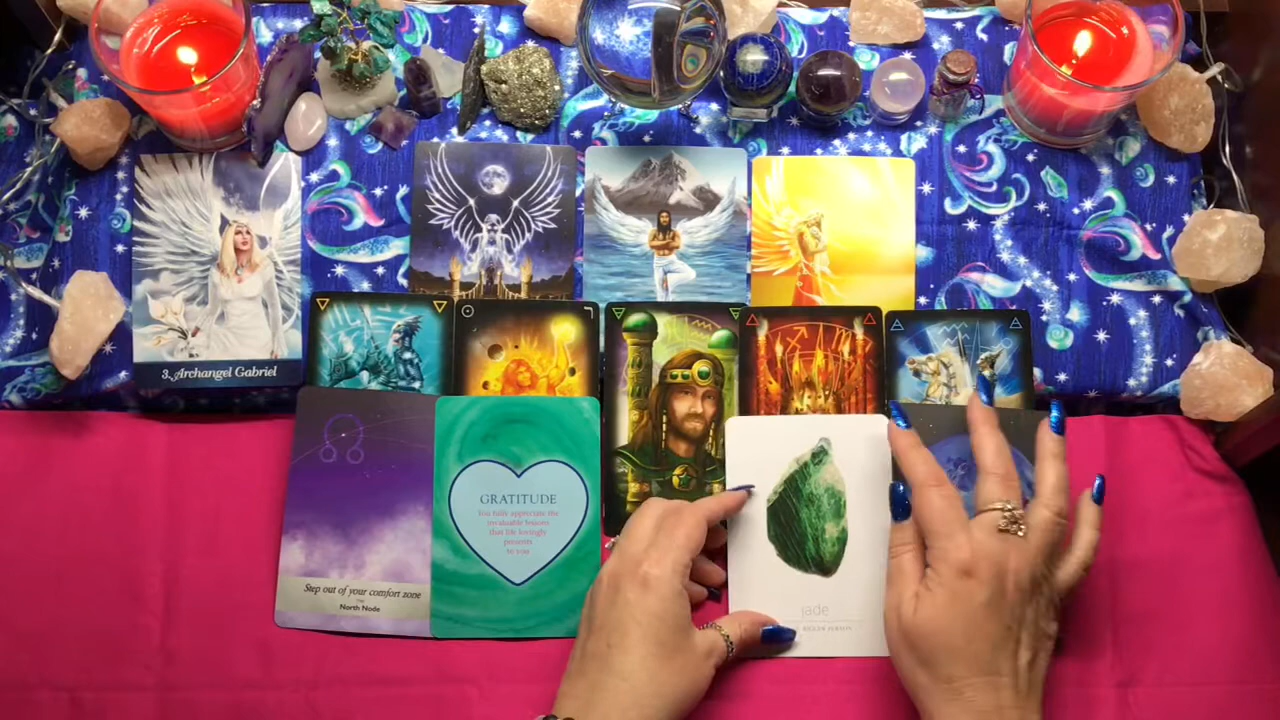 3. Archangel Gabriel
Step out of your comfort zone
North Node
GRATITUDE
You fully appreciate the
invaluable lessons
that life lovingly
presents
to you
jade